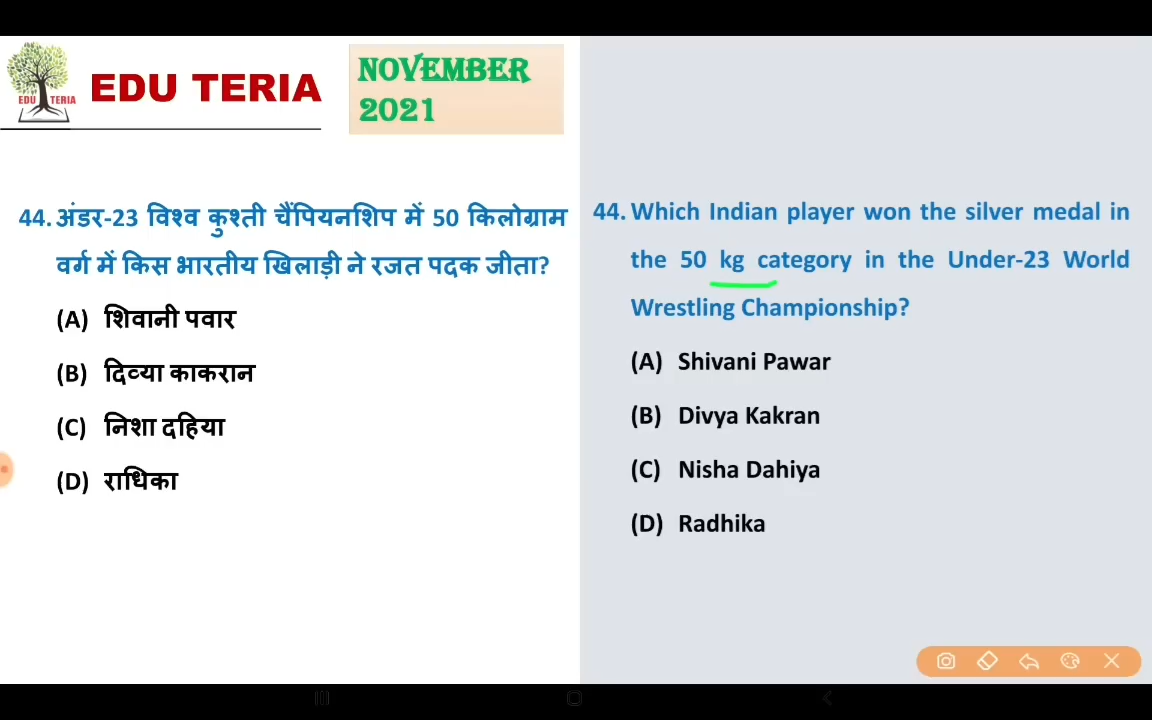 EDU TERIA
EDU TERIA
NOVEMBER
2021
44. अंडर-23 विश्व कुश्ती चैंपियनशिप में 50 किलोग्राम
वर्ग में किस भारतीय खिलाड़ी ने रजत पदक जीता?
(A) शिवानी पवार
(B) दिव्या काकरान
(C) निशा दहिया
(D) राधिका
44. Which Indian player won the silver medal in
the 50 kg category in the Under-23 World
Wrestling Championship?
(A) Shivani Pawar
(B) Divya Kakran
(C) Nisha Dahiya
(D) Radhika